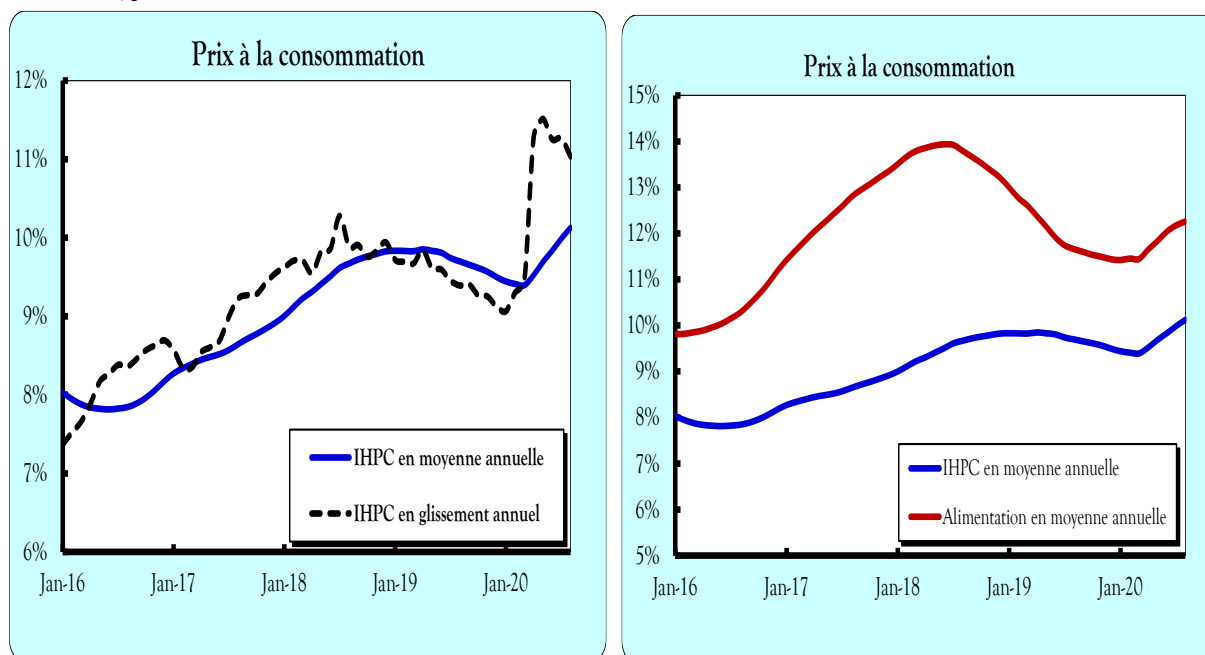 Prix à la consommation
12%
11%
10%
9%
8%
7%
6%
Jan-16 Jan-17 Jan-18 Jan-19 Jan-20
IHPC en moyenne annuelle
IHPC en glissement annuel
Prix à la consommation
15%
14%
13%
12%
11%
10%
9%
8%
7%
6%
5%
Jan-16 Jan-17 Jan-18 Jan-19 Jan-20
IHPC en moyenne annuelle
Alimentation en moyenne annuelle